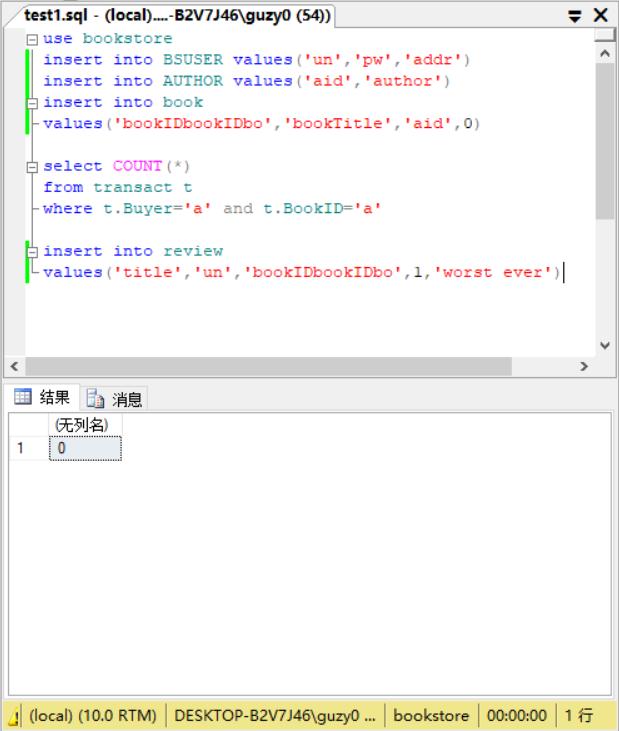 test1.sql - (local)....-B2V7J46\guzy0 (54))
use bookstore
insert into BSUSER values('un','pw','addr')
insert into AUTHOR values('aid','author')
insert into book
values('bookIDbookIDbo','bookTitle','aid',0)
select COUNT(*)
from transact t
where t.Buyer='a' and t.BookID='a'
insert into review
values('title','un','bookIDbookIDbo',1,'worst ever')
结果 消息
(无列名)
1 0
(local) (10.0 RTM) DESKTOP-B2V7J46\guzy0 ... bookstore 00:00:00 1 行